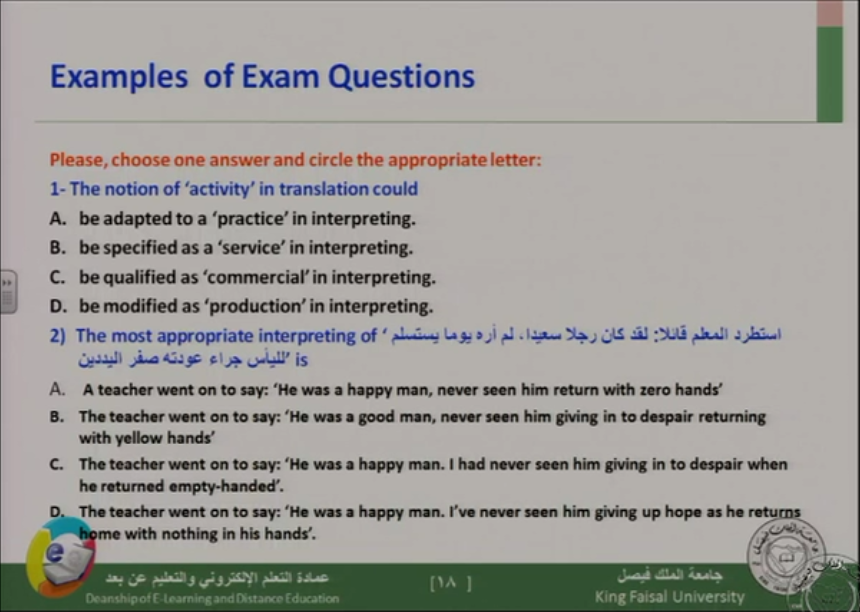 Examples of Exam Questions
Please, choose one answer and circle the appropriate letter:
1- The notion of ‘activity’ in translation could
A. be adapted to a ‘practice’ in interpreting.
B. be specified as a ‘service’ in interpreting.
C. be qualified as ‘commercial’ in interpreting.
D. be modified as ‘production’ in interpreting.
2) The most appropriate interpreting of ‘ استطرد المعلم قائلا: لقد كان رجلا سعيدا، لم أره يوما يستسلم
لليأس جراء عودته صفر اليددين’ is
A. A teacher went on to say: ‘He was a happy man, never seen him return with zero hands’
B. The teacher went on to say: ‘He was a good man, never seen him giving in to despair returning
with yellow hands’
C. The teacher went on to say: ‘He was a happy man. I had never seen him giving in to despair when
he returned empty-handed’.
D. The teacher went on to say: ‘He was a happy man. I’ve never seen him giving up hope as he returns
home with nothing in his hands’.
عمادة التعلم الإلكتروني والتعليم عن بعد
Deanship of E-Learning and Distance Education
[١٨ ]
جامعة الملك فيصل
King Faisal University